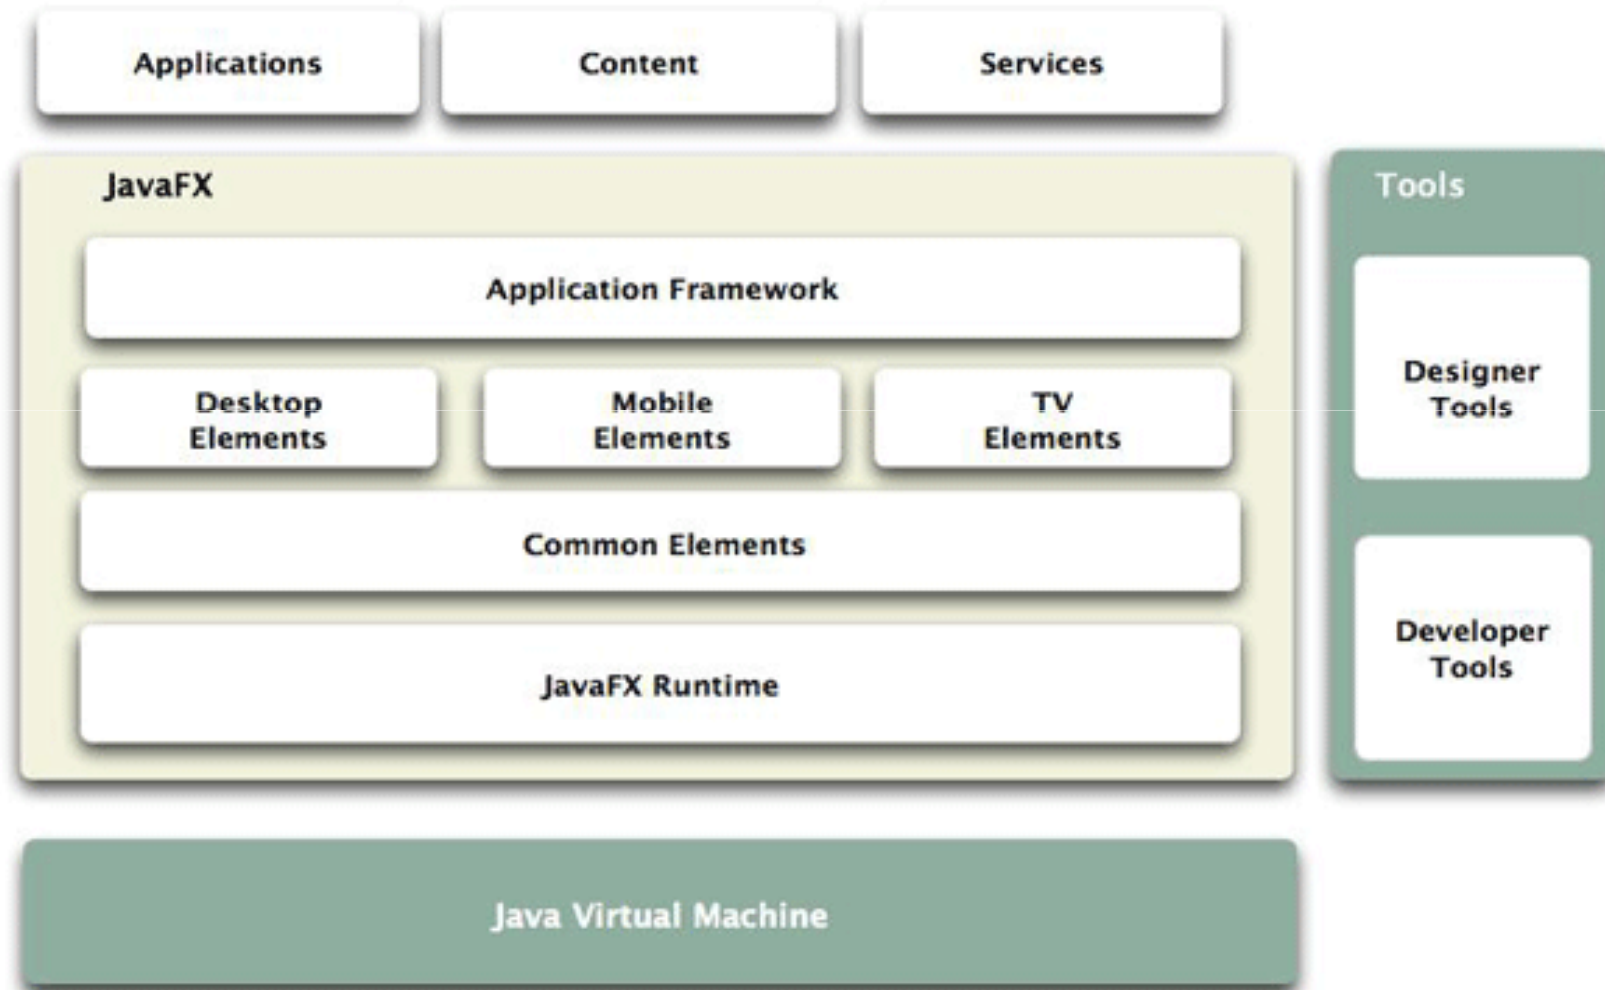 Applications
Content
Services
JavaFX
Application Framework
Desktop
Elements
Mobile
Elements
TV
Elements
Common Elements
JavaFX Runtime
Tools
Designer
Tools
Developer
Tools
Java Virtual Machine